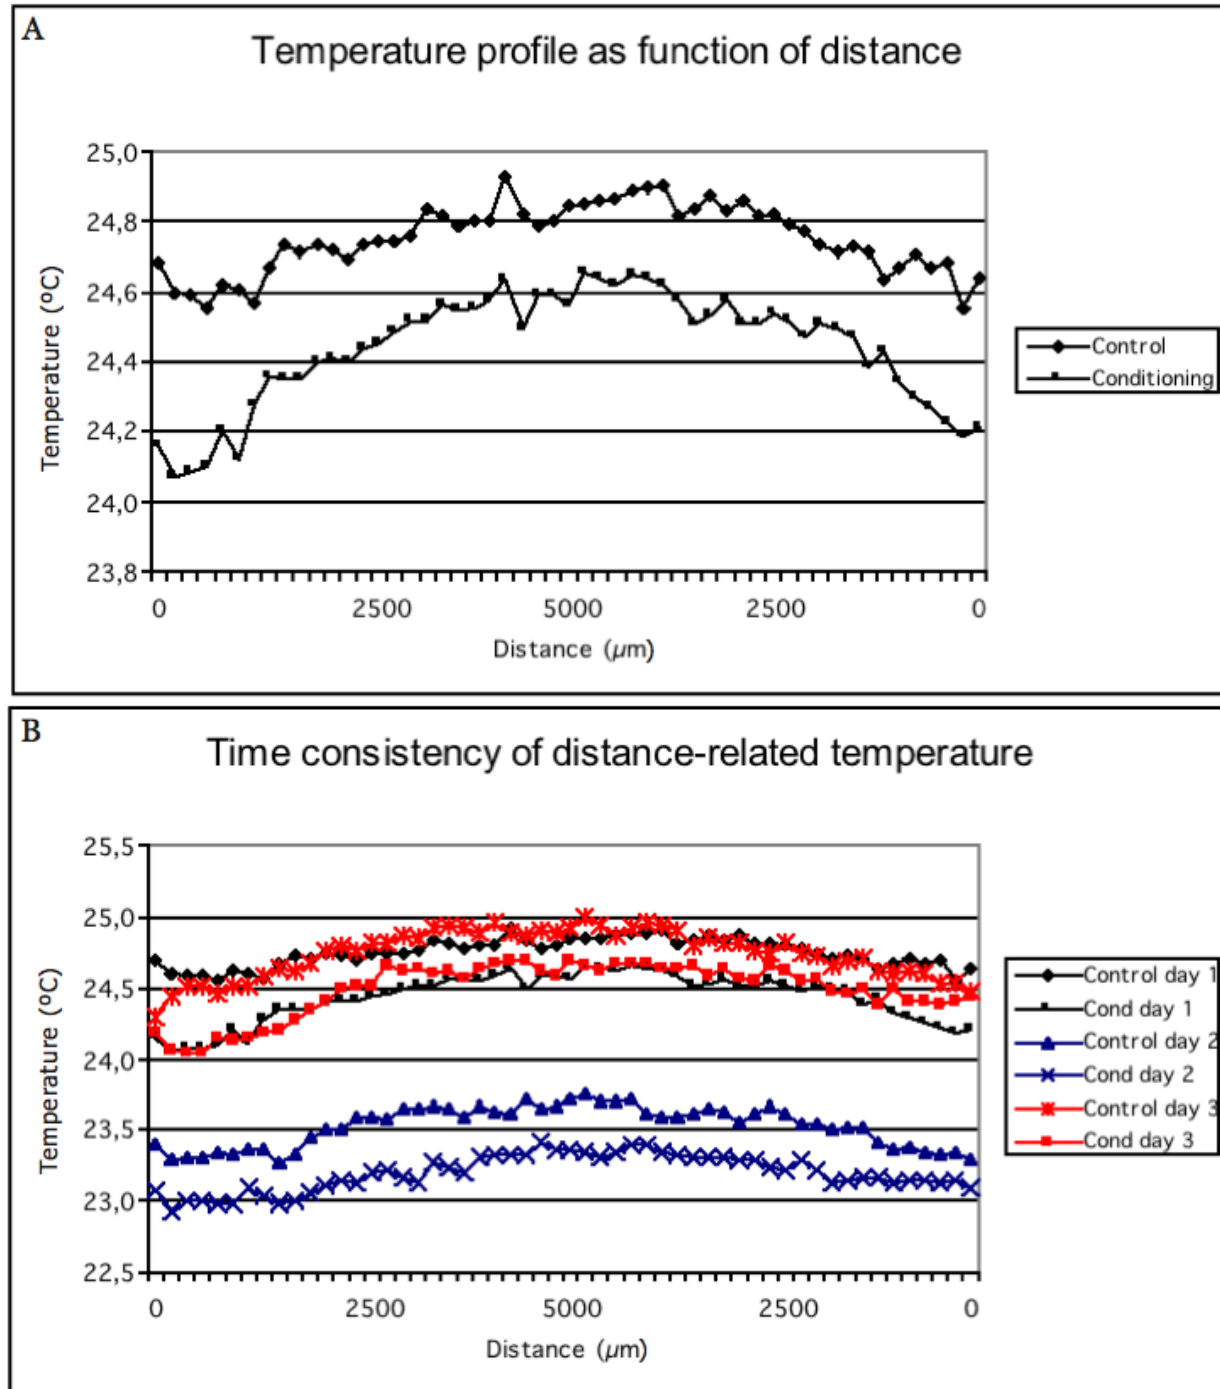 A
Temperature profile as function of distance
25,0
24,8
24,6
24,4
24,2
24,0
23,8
Temperature (ºC)
0 2500 5000 2500 0
Distance (µm)
Control
Conditioning
B
Time consistency of distance-related temperature
25,5
25,0
24,5
24,0
23,5
23,0
22,5
Temperature (ºC)
0 2500 5000 2500 0
Distance (µm)
Control day 1
Cond day 1
Control day 2
Cond day 2
Control day 3
Cond day 3